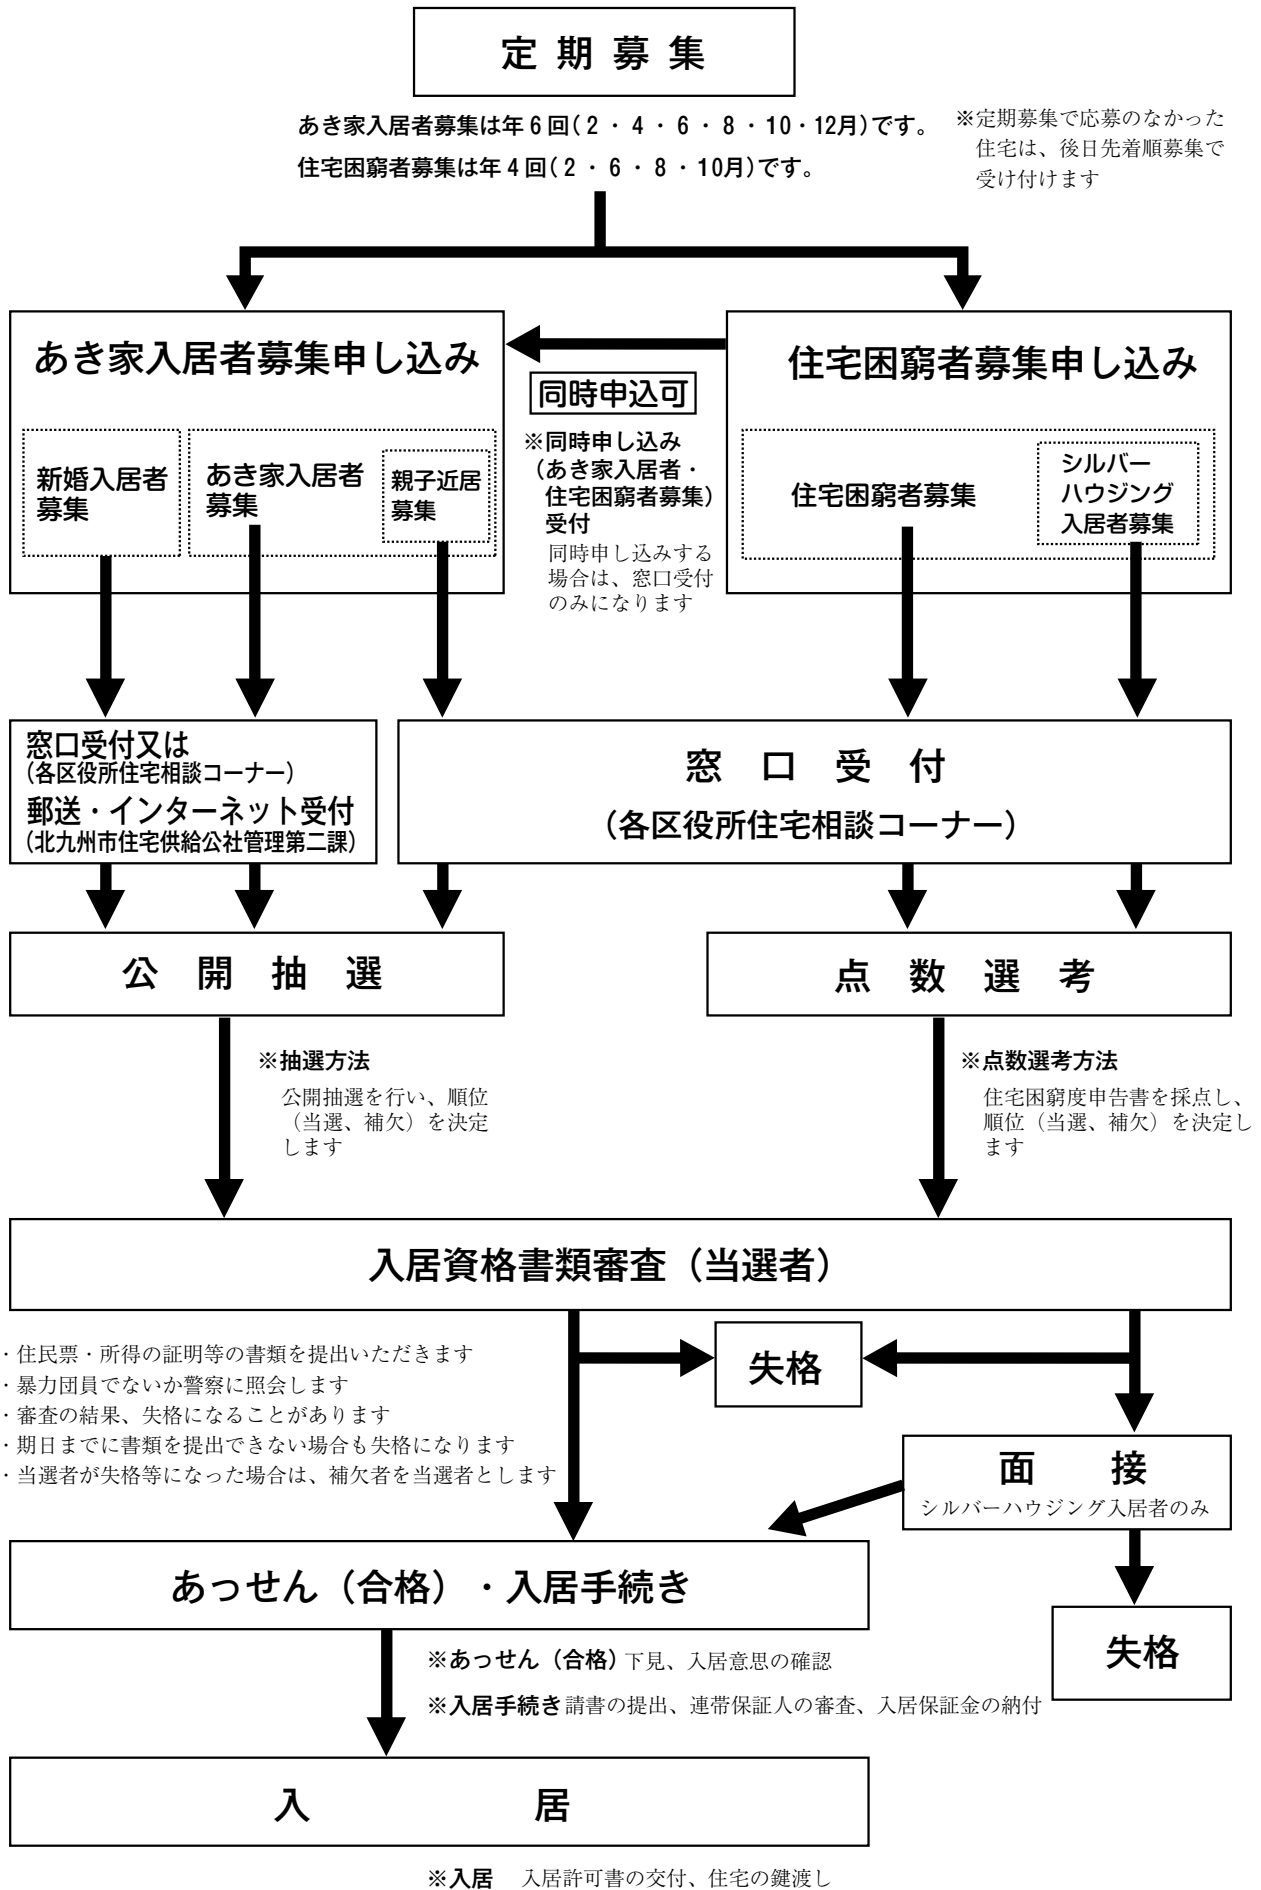 定期募集
あき家入居者募集は年6回(2・4・6・8・10・12月)です。
住宅困窮者募集は年4回(2・6・8・10月)です。
※定期募集で応募のなかった
住宅は、後日先着順募集で
受け付けます
あき家入居者募集申し込み
新婚入居者
募集
あき家入居者
募集
親子近居
募集
同時申込可
※同時申し込み
(あき家入居者・
住宅困窮者募集)
受付
同時申し込みする
場合は、窓口受付
のみになります
住宅困窮者募集申し込み
住宅困窮者募集
シルバー
ハウジング
入居者募集
窓口受付又は
(各区役所住宅相談コーナー)
郵送・インターネット受付
(北九州市住宅供給公社管理第二課)
窓口受付
(各区役所住宅相談コーナー)
公開抽選
点数選考
※抽選方法
公開抽選を行い、順位
(当選、補欠)を決定
します
※点数選考方法
住宅困窮度申告書を採点し、
順位(当選、補欠)を決定し
ます
入居資格書類審査(当選者)
・住民票・所得の証明等の書類を提出いただきます
・暴力団員でないか警察に照会します
・審査の結果、失格になることがあります
・期日までに書類を提出できない場合も失格になります
・当選者が失格等になった場合は、補欠者を当選者とします
失格
面接
シルバーハウジング入居者のみ
あっせん(合格)・入居手続き
失格
※あっせん(合格)下見、入居意思の確認
※入居手続き請書の提出、連帯保証人の審査、入居保証金の納付
入居
※入居 入居許可書の交付、住宅の鍵渡し